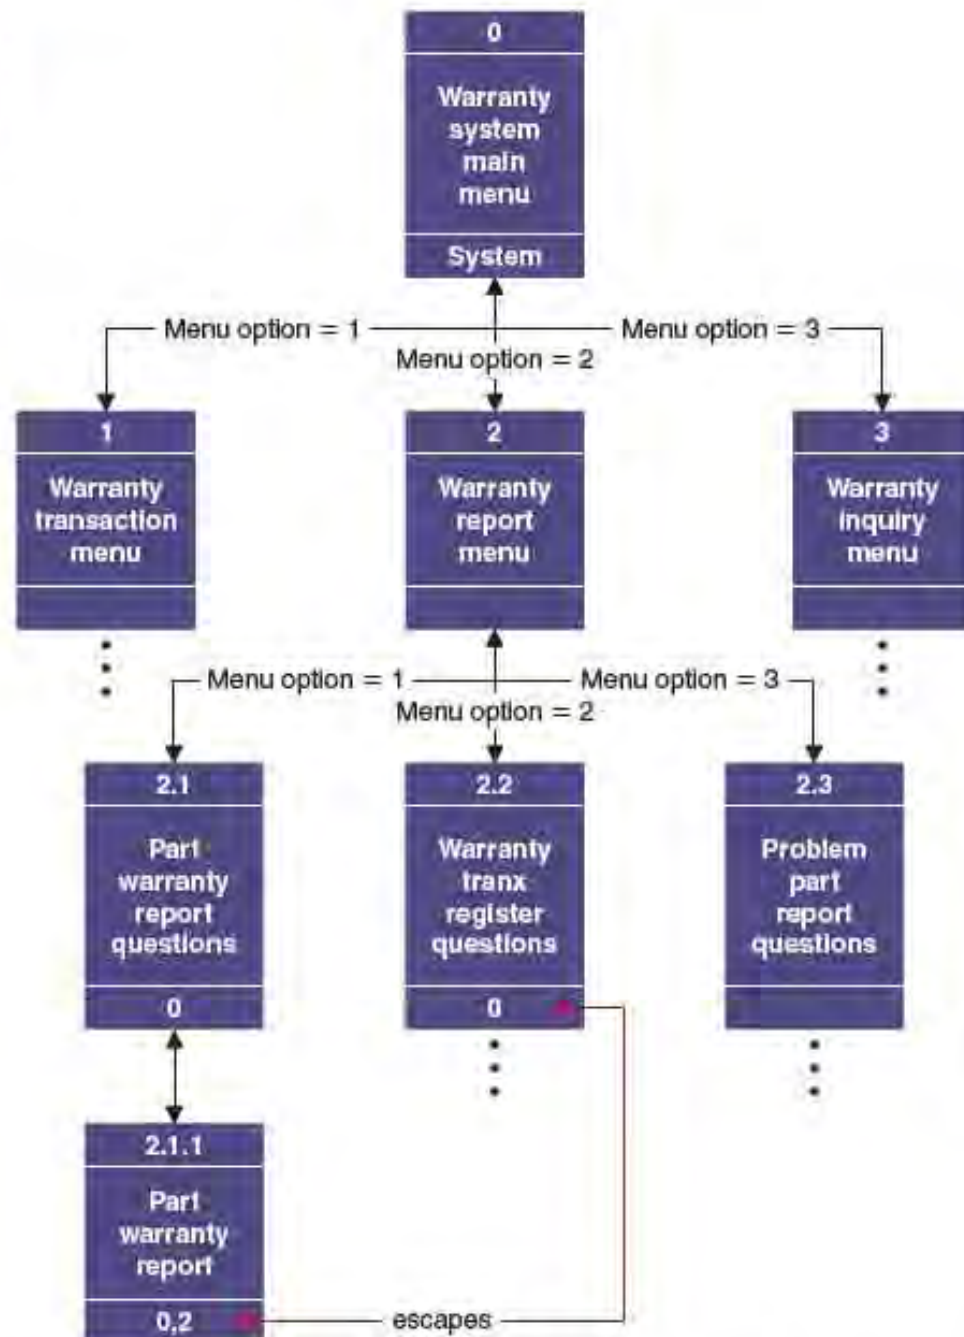 0
Warranty
system
main
menu
System
Menu option = 1
Menu option = 2
Menu option = 3
1
Warranty
transaction
menu
2
Warranty
report
menu
3
Warranty
inquiry
menu
Menu option = 1
Menu option = 2
Menu option = 3
2.1
Part
warranty
report
questions
0
2.2
Warranty
tranx
register
questions
0
2.3
Problem
part
report
questions
2.1.1
Part
warranty
report
0,2
escapes